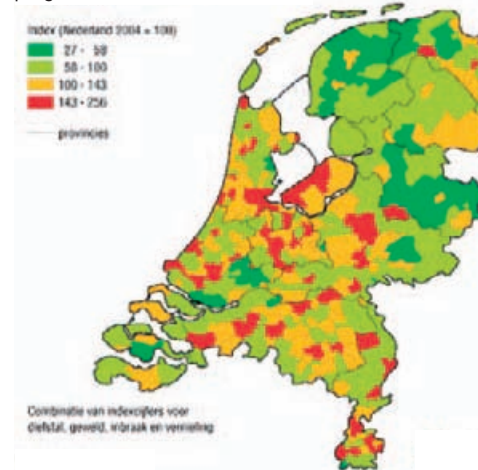 Index (Nederland 2004 = 100)
27 - 58
58 - 100
100 - 143
143 - 256
provincies
Combinatie van indexcijfers voor
diefstal, geweld, inbraak en vernieling